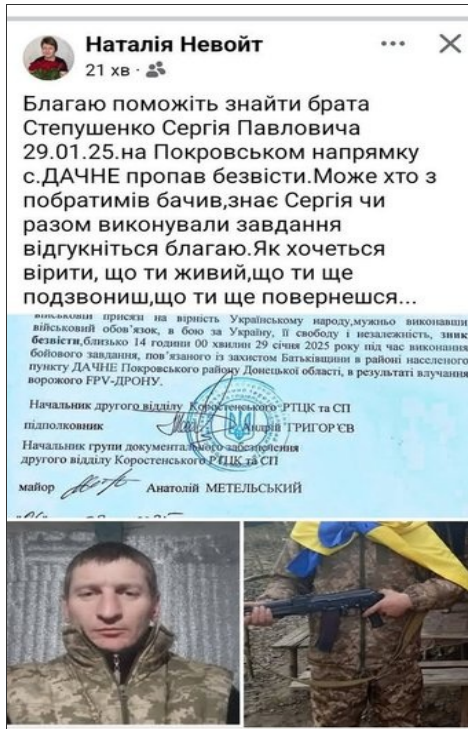 Наталія Невойт
21 хв ·
Благаю поможіть знайти брата
Степушенко Сергія Павловича
29.01.25.на Покровськом напрямку
с.ДАЧНЕ пропав безвісти.Може хто з
побратимів бачив,знає Сергія чи
разом виконували завдання
відгукніться благаю.Як хочеться
вірити, що ти живий,що ти ще
подзвониш,що ти ще повернешся...
військовій присязі на вірність Українському народу,мужньо виконавши
військовий обов’язок, в бою за Україну, її свободу і незалежність, зник
безвісти,близько 14 години 00 хвилин 29 січня 2025 року під час виконання
бойового завдання, пов’язаного із захистом Батьківщини в районі населеного
пункту ДАЧНЕ Покровського району Донецької області, в результаті влучання
ворожого FPV-ДРОНУ.
Начальник другого відділу Коростенського РТЦК та СП
підполковник Андрій ГРИГОР’ЄВ
Начальник групи документального забезпечення
другого відділу Коростенського РТЦК та СП
майор Анатолій МЕТЕЛЬСЬКИЙ